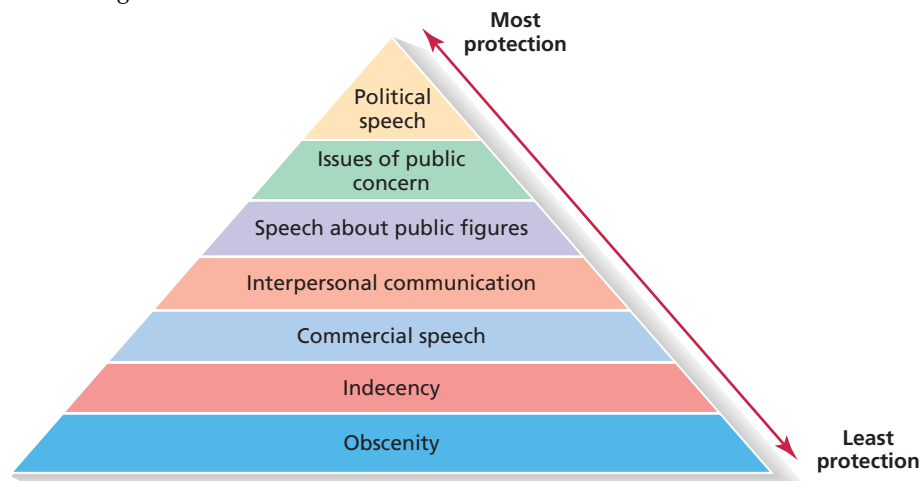 Most
protection
Political
speech
Issues of public
concern
Speech about public figures
Interpersonal communication
Commercial speech
Indecency
Obscenity
Least
protection